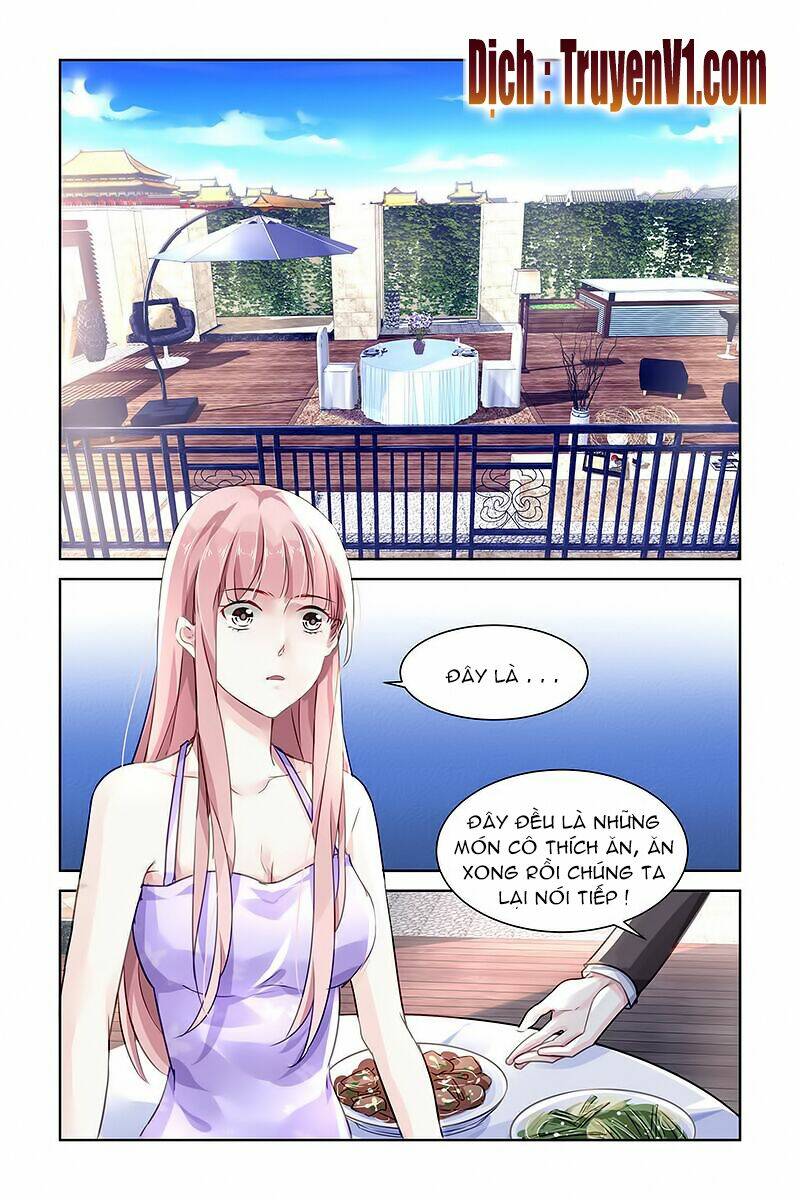 Dịch : TruyenV1.com
ĐÂY LÀ . . .
ĐÂY ĐỀU LÀ NHỮNG
MÓN CÔ THÍCH ĂN, ĂN
XONG RỒI CHÚNG TA
LẠI NÓI TIẾP !